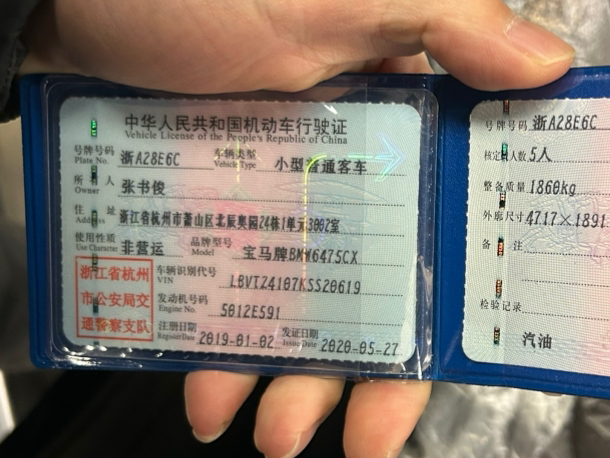 中华人民共和国机动车行驶证
Vehicle License of the People's Republic of China
号牌号码 浙A28E6C 车辆类型 小型普通客车
Plate No. Vehicle Type
所有人 张书俊
Owner
住址 浙江省杭州市萧山区北辰奥园24栋1单元3002室
Address
使用性质 非营运 品牌型号 宝马牌BMW6475CX
Use Character Model
浙江省杭州
市公安局交
通警察支队
车辆识别代号 LBVTZ4107KSS20619
VIN
发动机号码 5012E591
Engine No.
注册日期 2019-01-02 发证日期 2020-05-27
Register Date Issue Date
号牌号码 浙A28E6C
核定载人数 5人
整备质量 1860kg
外廓尺寸 4717×1891
备注
检验记录
汽油